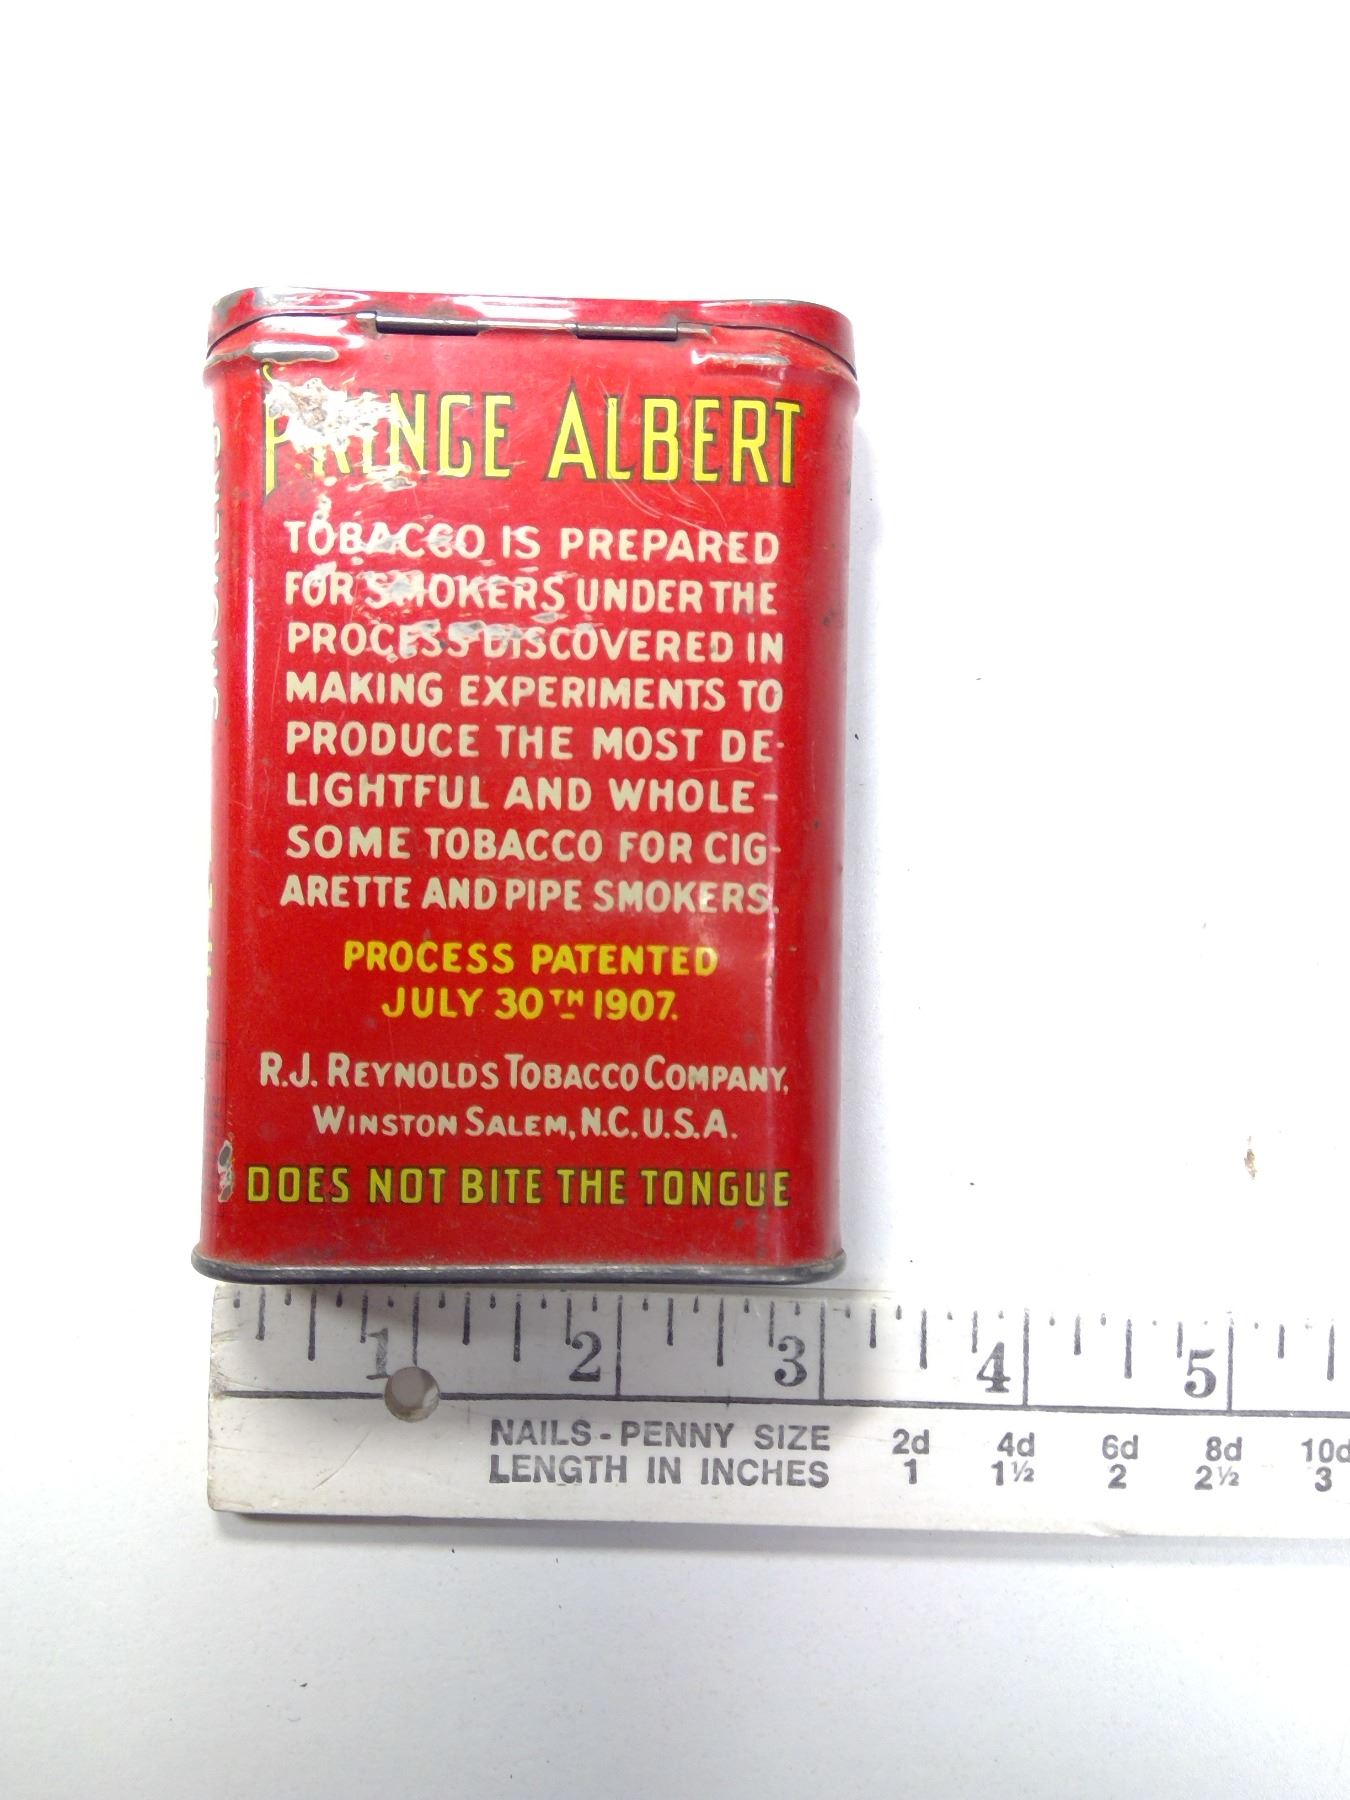 PRINCE ALBERT
TOBACCO IS PREPARED
FOR SMOKERS UNDER THE
PROCESS DISCOVERED IN
MAKING EXPERIMENTS TO
PRODUCE THE MOST DE-
LIGHTFUL AND WHOLE-
SOME TOBACCO FOR CIG-
ARETTE AND PIPE SMOKERS.
PROCESS PATENTED
JULY 30TH 1907.
R.J. REYNOLDS TOBACCO COMPANY,
WINSTON SALEM, N.C. U.S.A.
DOES NOT BITE THE TONGUE
1 2 3 4 5
NAILS - PENNY SIZE 2d 4d 6d 8d 10d
LENGTH IN INCHES 1 1½ 2 2½ 3